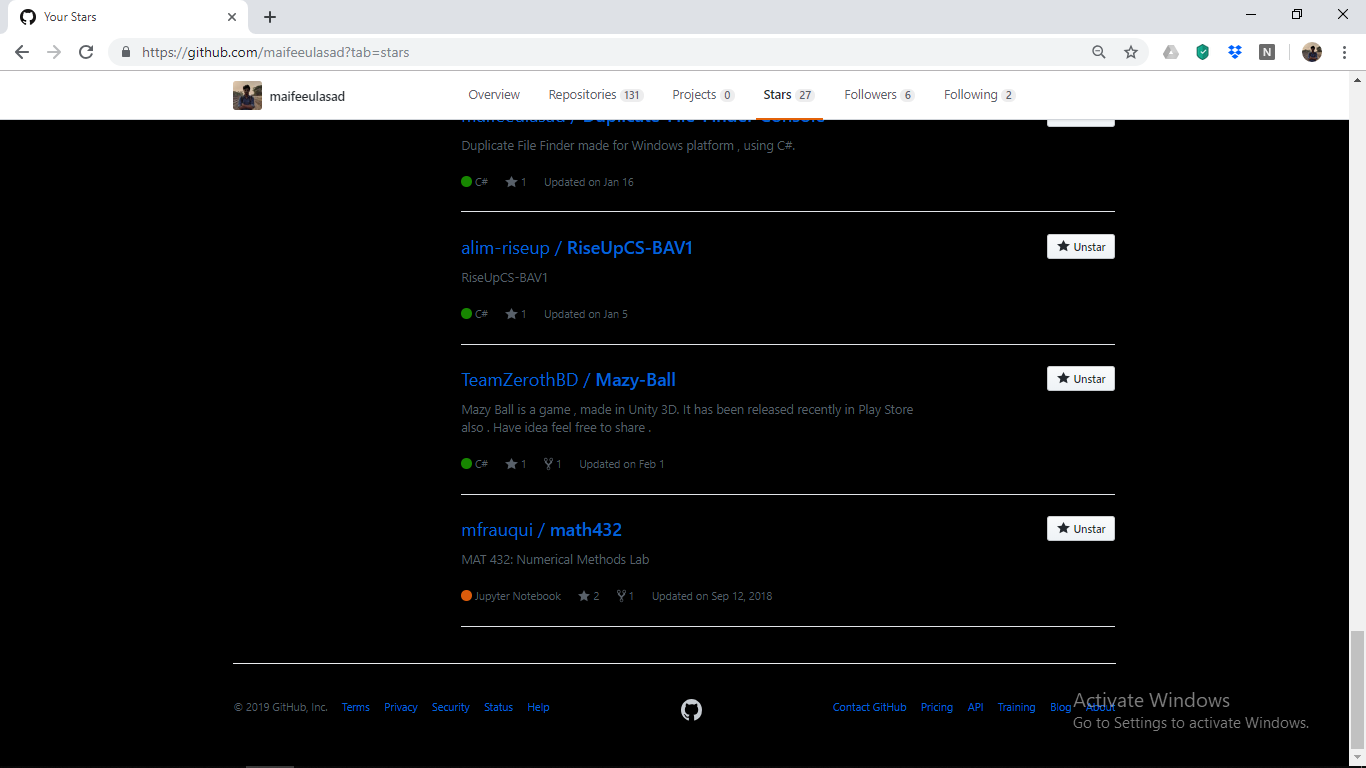 Your Stars
https://github.com/maifeeulasad?tab=stars
N
maifeeulasad
Overview Repositories 131 Projects 0 Stars 27 Followers 6 Following 2
maifeeulasad / Duplicate-File-Finder-Console
Duplicate File Finder made for Windows platform , using C#.
C# 1 Updated on Jan 16
alim-riseup / RiseUpCS-BAV1
Unstar
RiseUpCS-BAV1
C# 1 Updated on Jan 5
TeamZerothBD / Mazy-Ball
Unstar
Mazy Ball is a game , made in Unity 3D. It has been released recently in Play Store
also . Have idea feel free to share .
C# 1 1 Updated on Feb 1
mfrauqui / math432
Unstar
MAT 432: Numerical Methods Lab
Jupyter Notebook 2 1 Updated on Sep 12, 2018
© 2019 GitHub, Inc. Terms Privacy Security Status Help
Contact GitHub Pricing API Training Blog About
Activate Windows
Go to Settings to activate Windows.